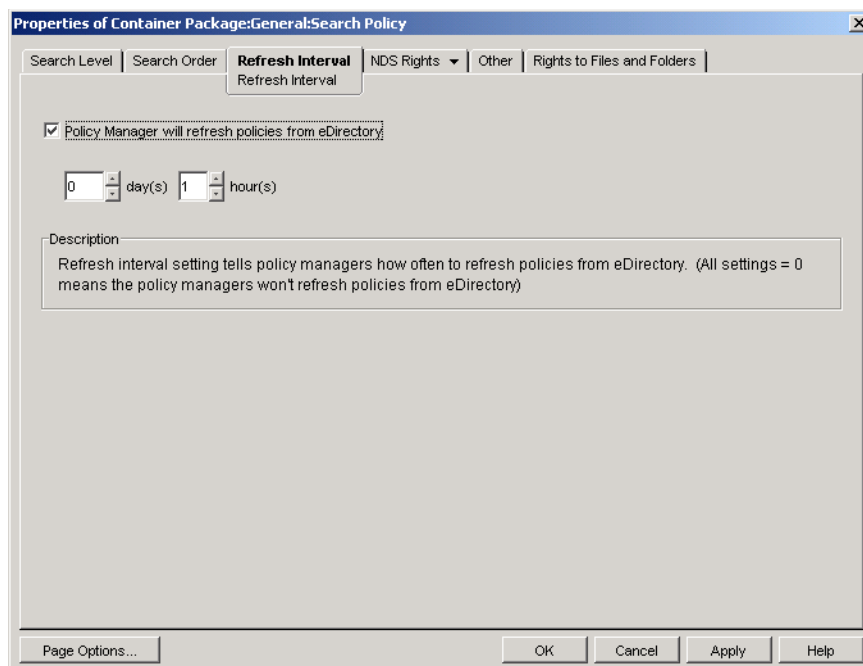 Properties of Container Package:General:Search Policy
Search Level Search Order Refresh Interval NDS Rights Other Rights to Files and Folders
Refresh Interval
Policy Manager will refresh policies from eDirectory
0 day(s) 1 hour(s)
Description
Refresh interval setting tells policy managers how often to refresh policies from eDirectory. (All settings = 0
means the policy managers won't refresh policies from eDirectory)
Page Options... OK Cancel Apply Help